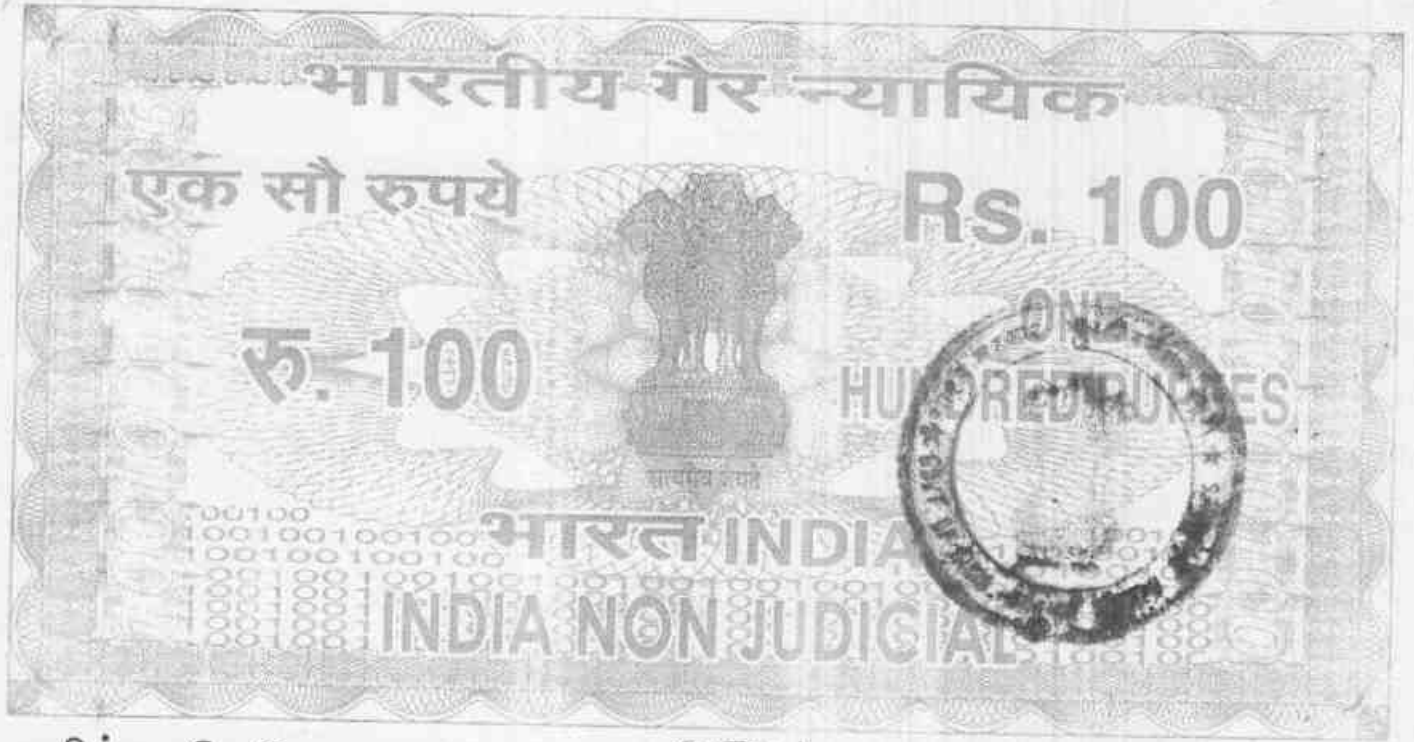 भारतीय गैर न्यायिक
एक सौ रुपये
Rs. 100
रु. 100
ONE
HUNDRED RUPEES
सत्यमेव जयते
भारत INDIA
INDIA NON JUDICIAL